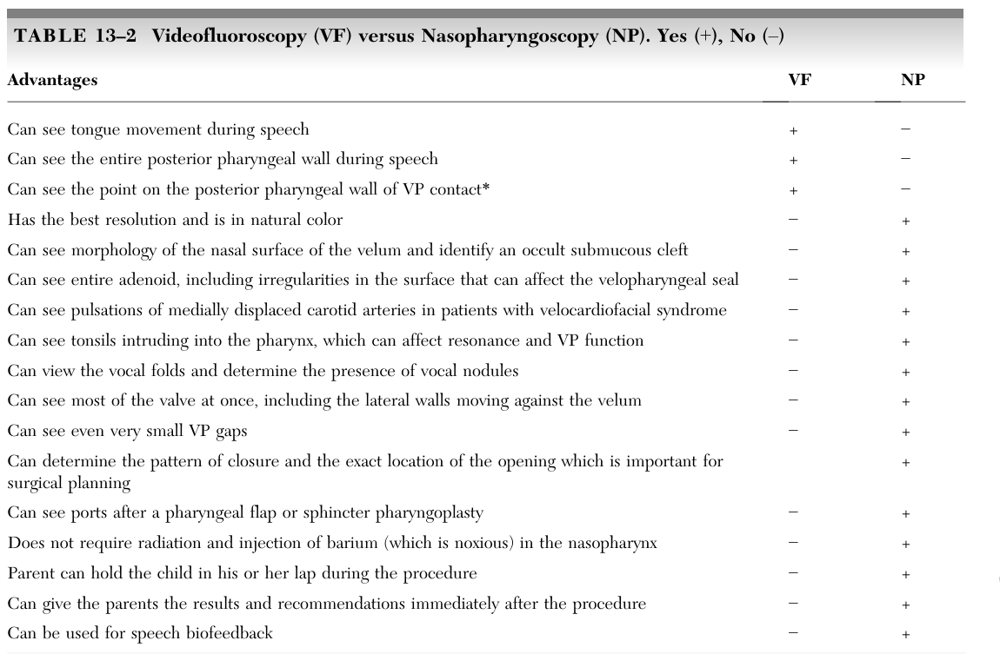 TABLE 13–2 Videofluoroscopy (VF) versus Nasopharyngoscopy (NP). Yes (+), No (–)
Advantages VF NP
Can see tongue movement during speech + –
Can see the entire posterior pharyngeal wall during speech + –
Can see the point on the posterior pharyngeal wall of VP contact* + –
Has the best resolution and is in natural color – +
Can see morphology of the nasal surface of the velum and identify an occult submucous cleft – +
Can see entire adenoid, including irregularities in the surface that can affect the velopharyngeal seal – +
Can see pulsations of medially displaced carotid arteries in patients with velocardiofacial syndrome – +
Can see tonsils intruding into the pharynx, which can affect resonance and VP function – +
Can view the vocal folds and determine the presence of vocal nodules – +
Can see most of the valve at once, including the lateral walls moving against the velum – +
Can see even very small VP gaps – +
Can determine the pattern of closure and the exact location of the opening which is important for +
surgical planning
Can see ports after a pharyngeal flap or sphincter pharyngoplasty – +
Does not require radiation and injection of barium (which is noxious) in the nasopharynx – +
Parent can hold the child in his or her lap during the procedure – +
Can give the parents the results and recommendations immediately after the procedure – +
Can be used for speech biofeedback – +